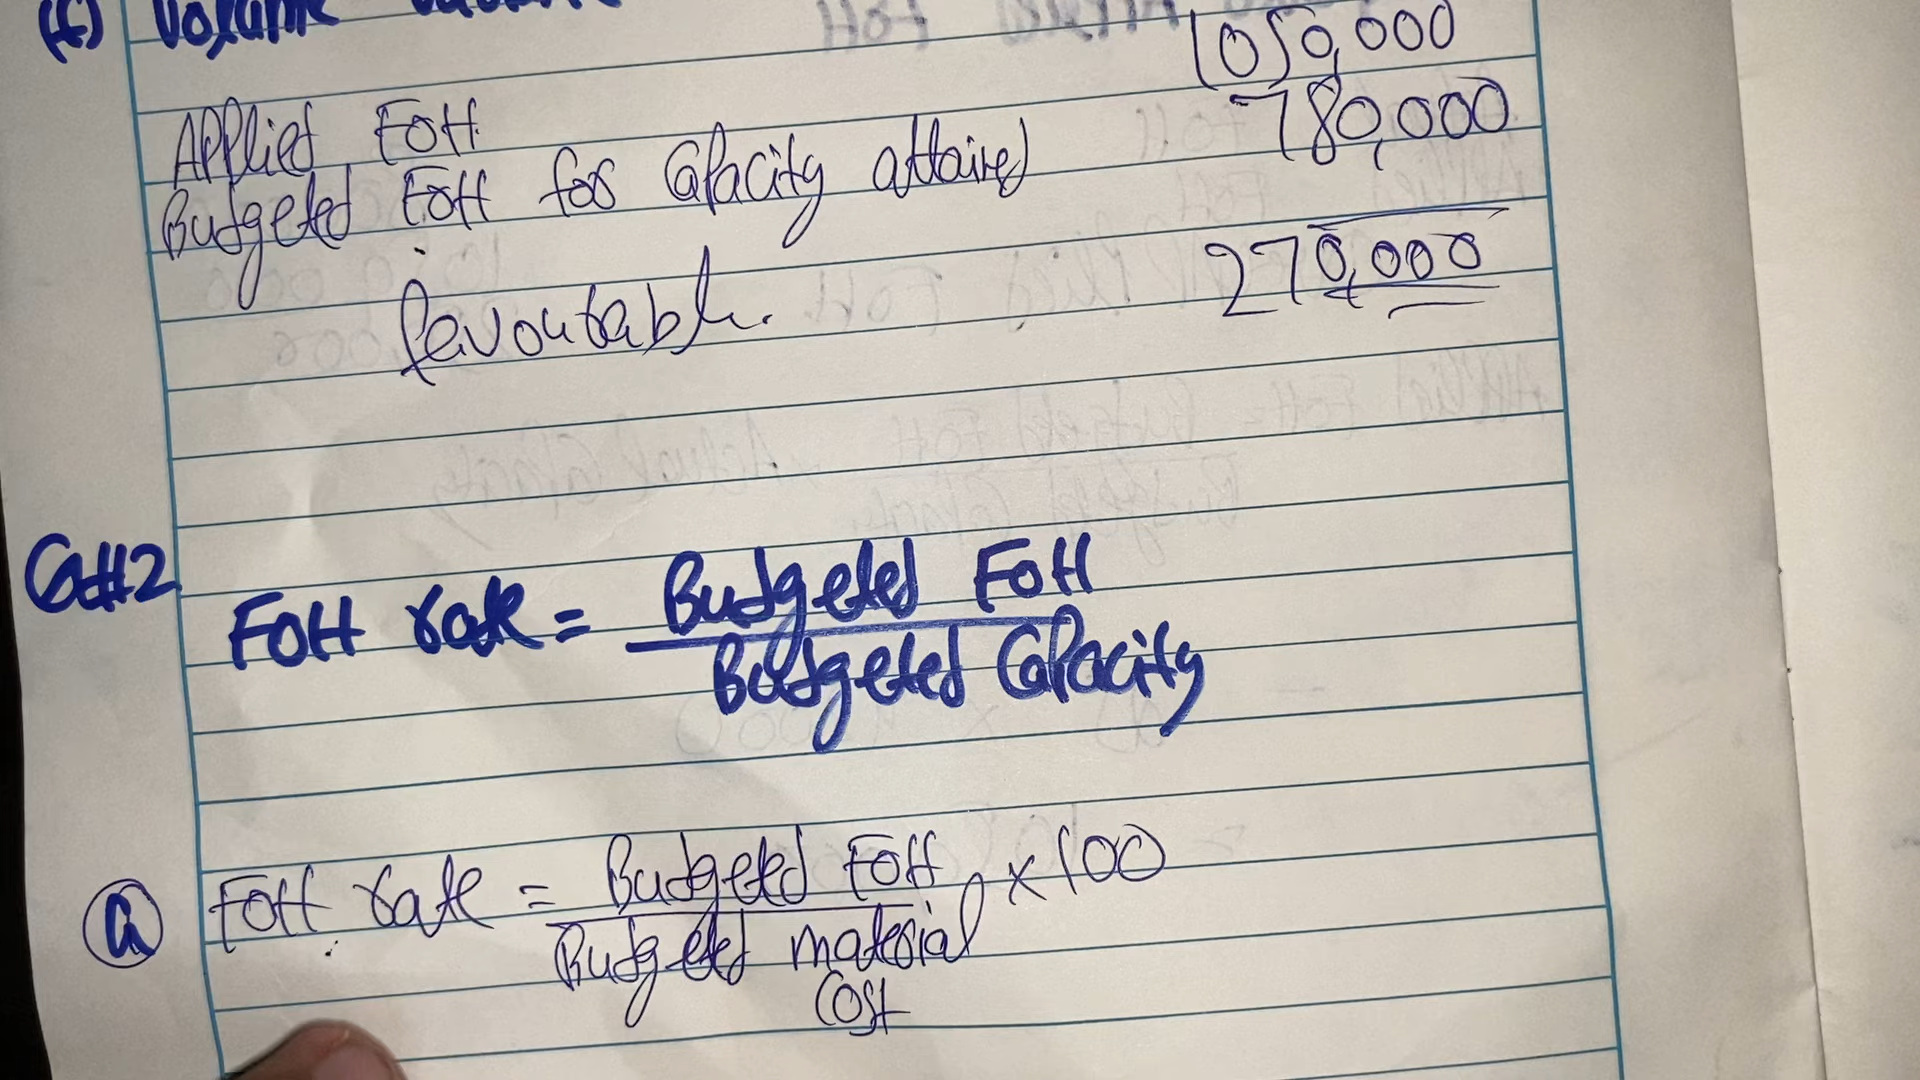 (f) Volume
1050,000
Applied FOH 780,000
Budgeted FOH for Capacity attained
favourable. 270,000
Q#2
FOH rate = Budgeted FOH
Budgeted Capacity
(a) FOH rate = Budgeted FOH x 100
Budgeted material
Cost